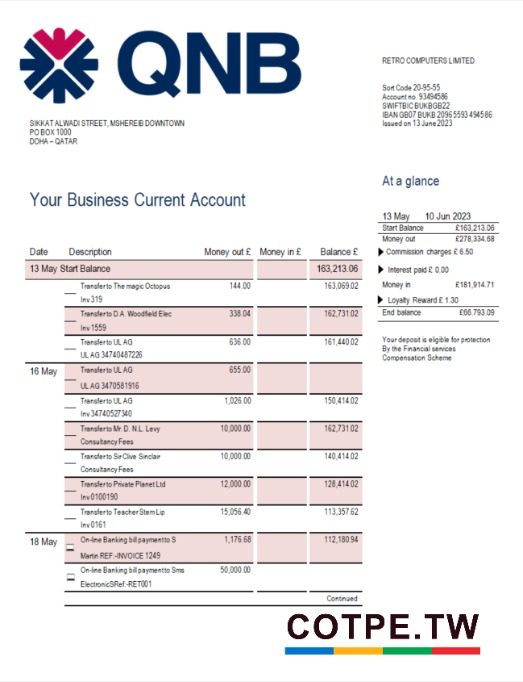 QNB
SIKKAT ALWADI STREET, MSHEREIB DOWNTOWN
PO BOX 1000
DOHA – QATAR
RETRO COMPUTERS LIMITED
Sort Code 20-95-55
Account no. 93494586
SWIFTBIC BUKBGB22
IBAN GB07 BUKB 2096 5593 494586
Issued on 13 June 2023
Your Business Current Account
At a glance
13 May 10 Jun 2023
Start Balance £163,213.06
Money out £278,334.68
Commission charges £ 6.50
Interest paid £ 0.00
Money in £181,914.71
Loyalty Reward £ 1.30
End balance £66.793.09
Your deposit is eligible for protection
By the Financial services
Compensation Scheme
Date Description Money out £ Money in £ Balance £
13 May Start Balance 163,213.06
Transfer to The magic Octopus 144.00 163,069.02
Inv 319
Transfer to D.A. Woodfield Elec 338.04 162,731.02
Inv 1559
Transfer to UL AG 636.00 161,440.02
UL AG 34740487226
16 May Transfer to UL AG 655.00
UL AG 3470581916
Transfer to UL AG 1,026.00 150,414.02
Inv 34740527340
Transfer to Mr. D. N.L. Levy 10,000.00 162,731.02
Consultancy Fees
Transfer to Sir Clive Sinclair 10,000.00 140,414.02
Consultancy Fees
Transfer to Private Planet Ltd 12,000.00 128,414.02
Inv 0100190
Transfer to Teacher Stem Lip 15,056.40 113,357.62
Inv 0161
18 May On-line Banking bill payment to S 1,176.68 112,180.94
Martin REF:-INVOICE 1249
On-line Banking bill payment to Sms 50,000.00
ElectronicSRef:-RET001
Continued
COTPE.TW